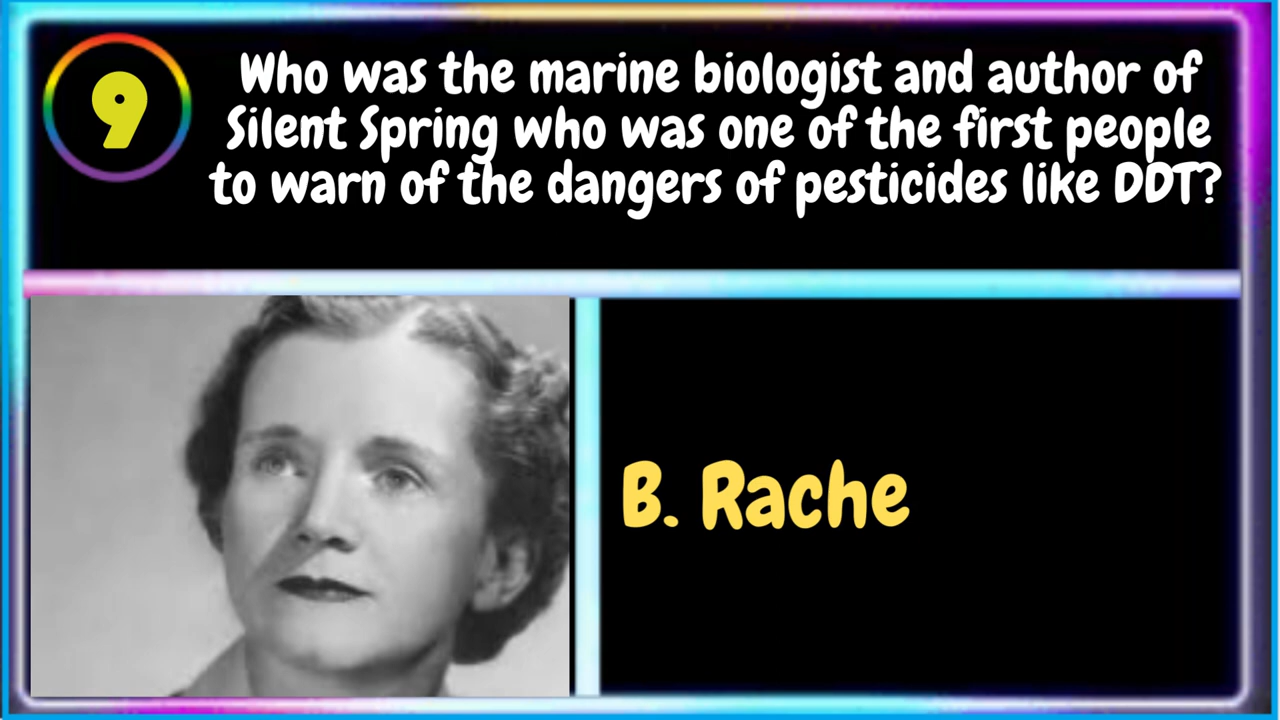 9
Who was the marine biologist and author of
Silent Spring who was one of the first people
to warn of the dangers of pesticides like DDT?
B. Rache